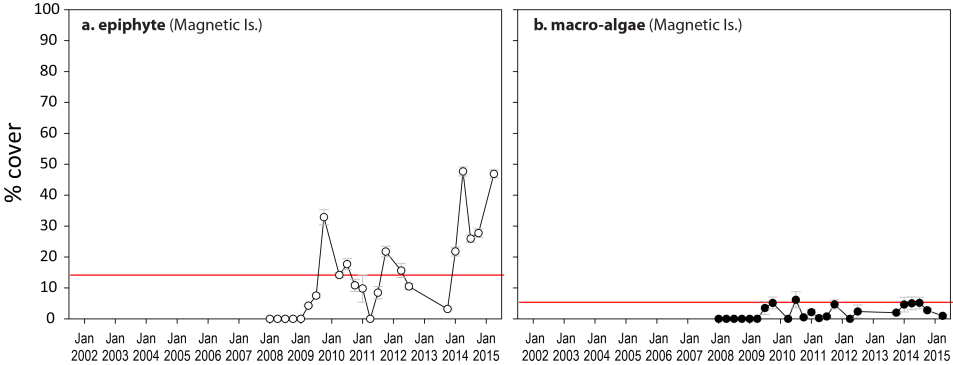 a. epiphyte (Magnetic Is.)
b. macro-algae (Magnetic Is.)
% cover
100
90
80
70
60
50
40
30
20
10
0
Jan Jan Jan Jan Jan Jan Jan Jan Jan Jan Jan Jan Jan Jan
2002 2003 2004 2005 2006 2007 2008 2009 2010 2011 2012 2013 2014 2015
Jan Jan Jan Jan Jan Jan Jan Jan Jan Jan Jan Jan Jan Jan
2002 2003 2004 2005 2006 2007 2008 2009 2010 2011 2012 2013 2014 2015